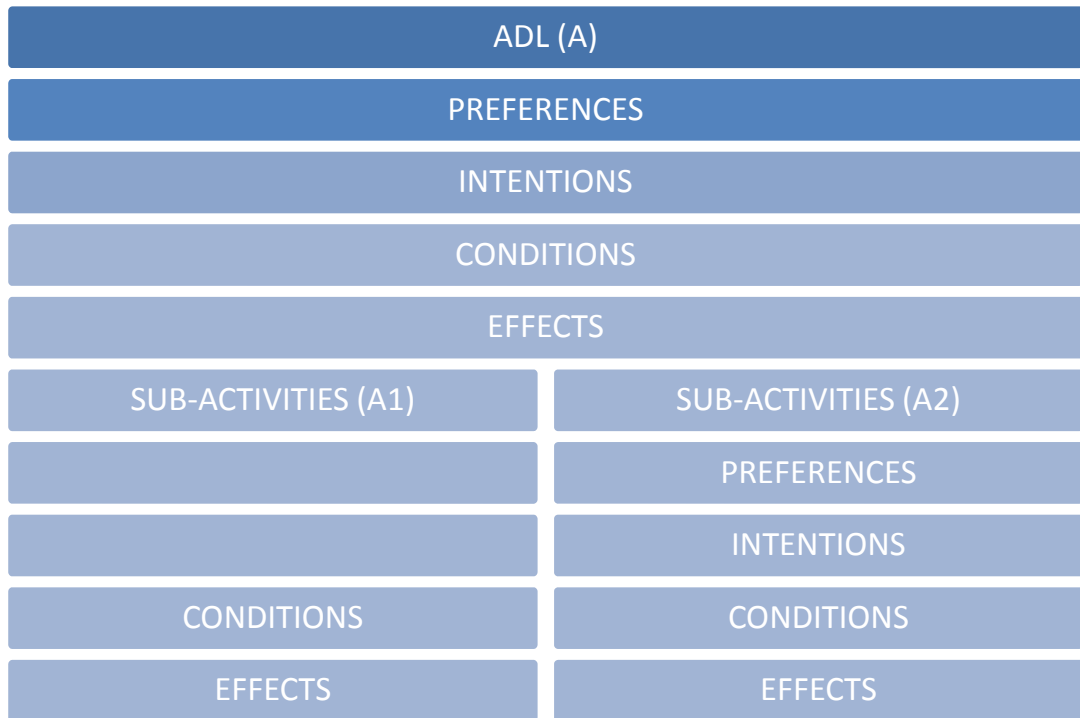 ADL (A)
PREFERENCES
INTENTIONS
CONDITIONS
EFFECTS
SUB-ACTIVITIES (A1)
SUB-ACTIVITIES (A2)
PREFERENCES
INTENTIONS
CONDITIONS
CONDITIONS
EFFECTS
EFFECTS